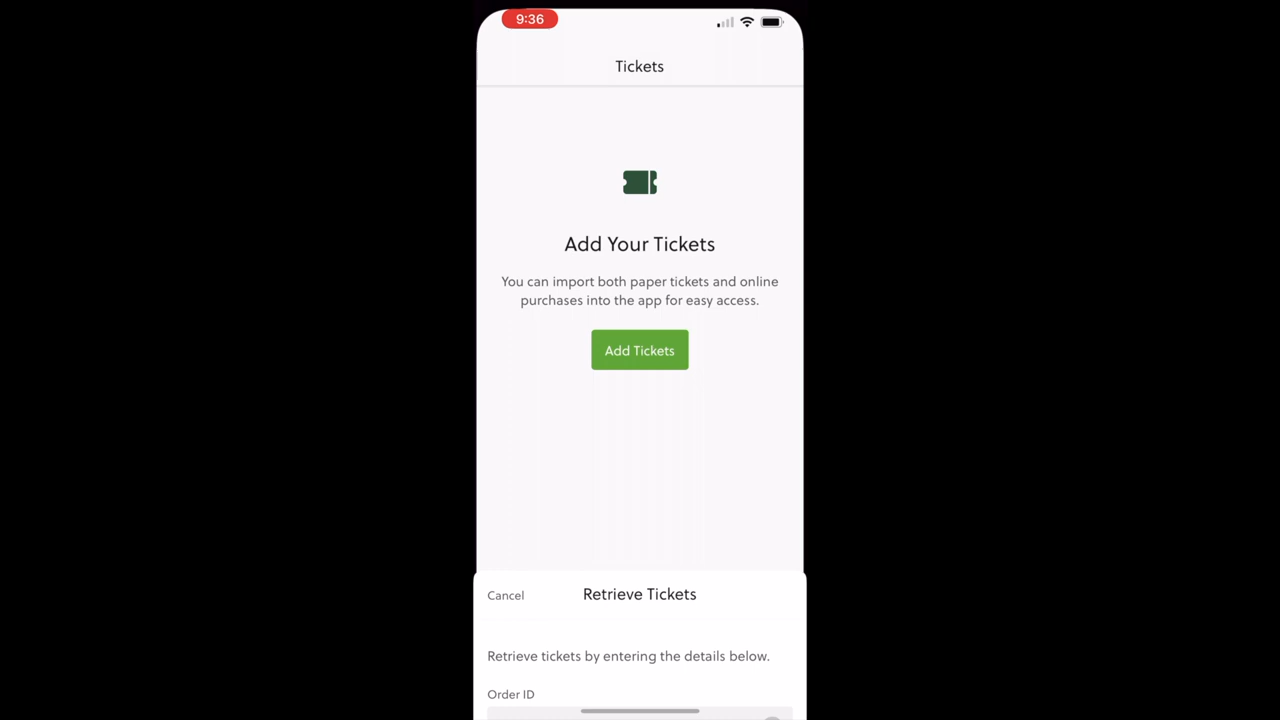 9:36
Tickets
Add Your Tickets
You can import both paper tickets and online
purchases into the app for easy access.
Add Tickets
Cancel
Retrieve Tickets
Retrieve tickets by entering the details below.
Order ID